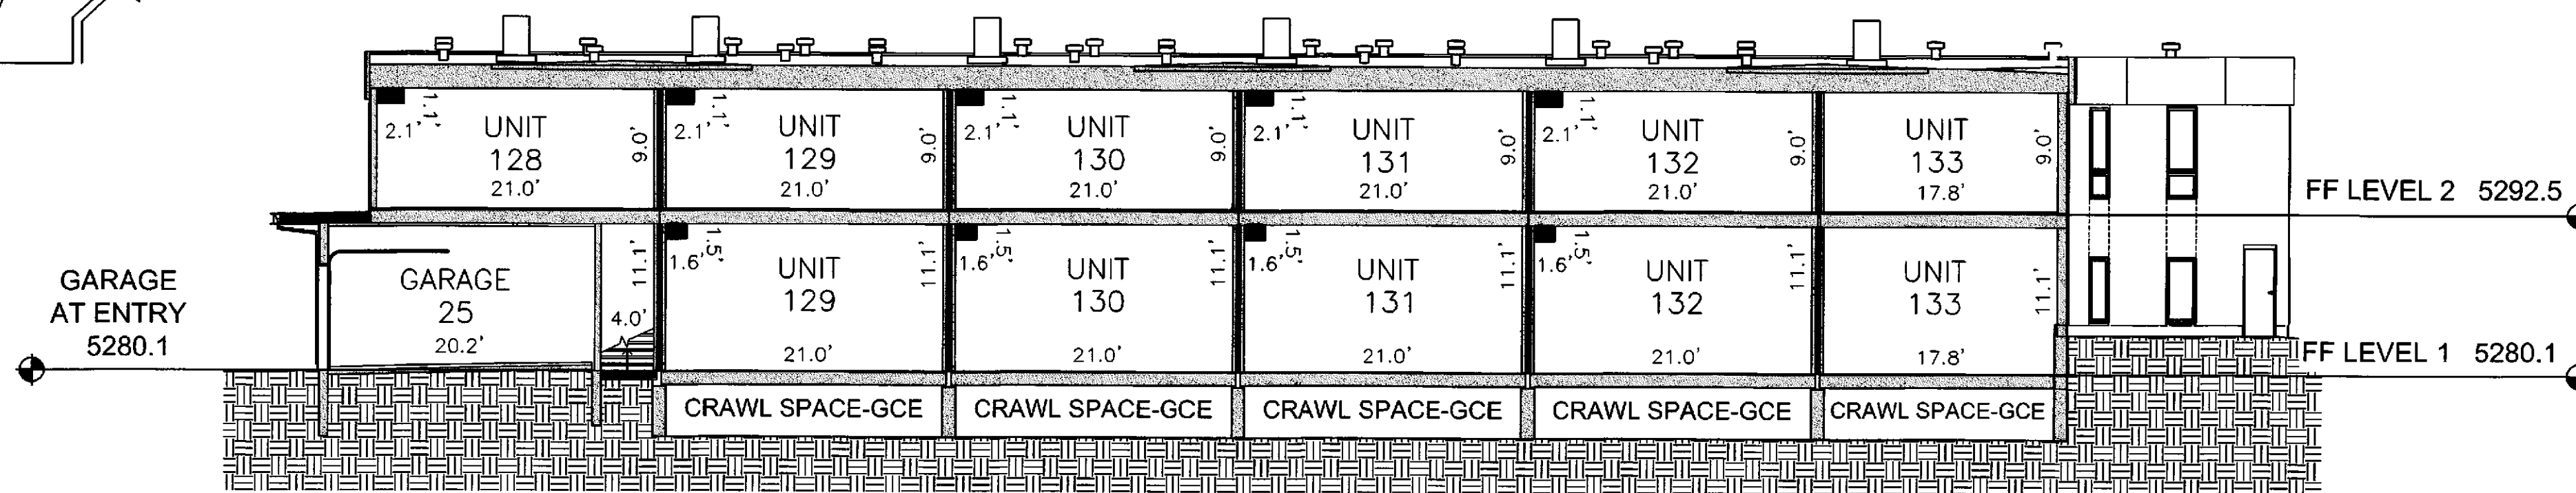 UNIT
128
21.0'
2.1'
1.1'
9.0'
UNIT
129
21.0'
2.1'
1.1'
9.0'
UNIT
130
21.0'
2.1'
1.1'
9.0'
UNIT
131
21.0'
2.1'
1.1'
9.0'
UNIT
132
21.0'
2.1'
1.1'
9.0'
UNIT
133
17.8'
9.0'
FF LEVEL 2 5292.5
GARAGE
AT ENTRY
5280.1
GARAGE
25
20.2'
11.1'
4.0'
1.6'
1.5'
UNIT
129
21.0'
11.1'
1.6'
1.5'
UNIT
130
21.0'
11.1'
1.6'
1.5'
UNIT
131
21.0'
11.1'
1.6'
1.5'
UNIT
132
21.0'
11.1'
UNIT
133
17.8'
11.1'
FF LEVEL 1 5280.1
CRAWL SPACE-GCE
CRAWL SPACE-GCE
CRAWL SPACE-GCE
CRAWL SPACE-GCE
CRAWL SPACE-GCE